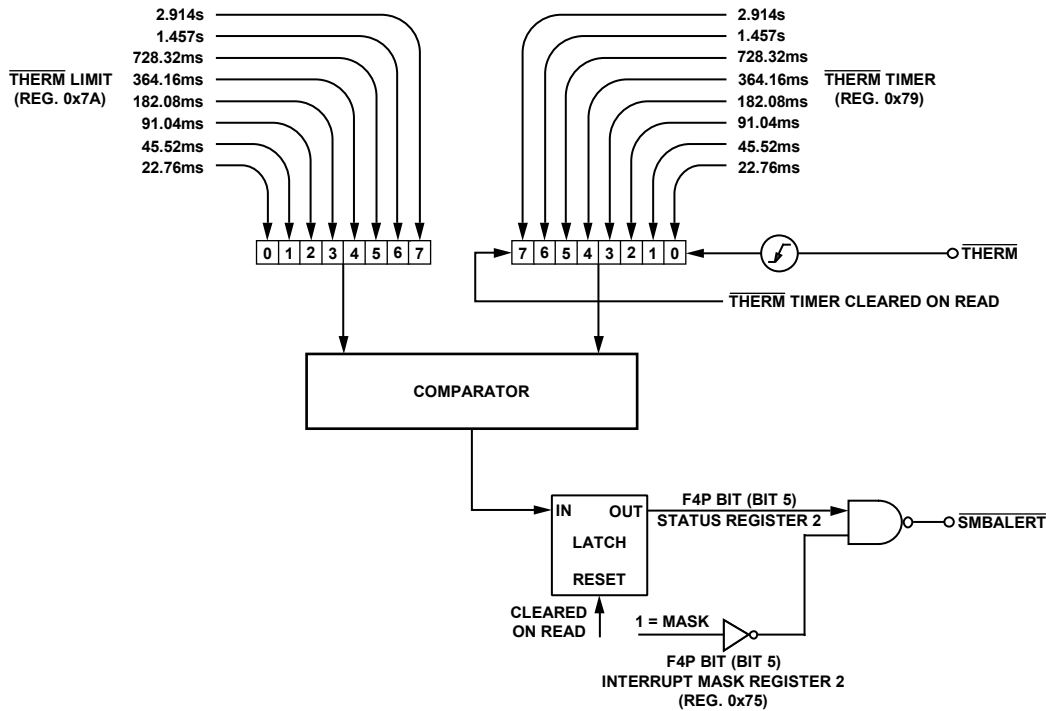 2.914s
1.457s
728.32ms
364.16ms
182.08ms
91.04ms
45.52ms
22.76ms
THERM LIMIT
(REG. 0x7A)
2.914s
1.457s
728.32ms
364.16ms
182.08ms
91.04ms
45.52ms
22.76ms
THERM TIMER
(REG. 0x79)
0 1 2 3 4 5 6 7
7 6 5 4 3 2 1 0
THERM
THERM TIMER CLEARED ON READ
COMPARATOR
IN OUT
LATCH
RESET
F4P BIT (BIT 5)
STATUS REGISTER 2
SMBALERT
CLEARED
ON READ
1 = MASK
F4P BIT (BIT 5)
INTERRUPT MASK REGISTER 2
(REG. 0x75)